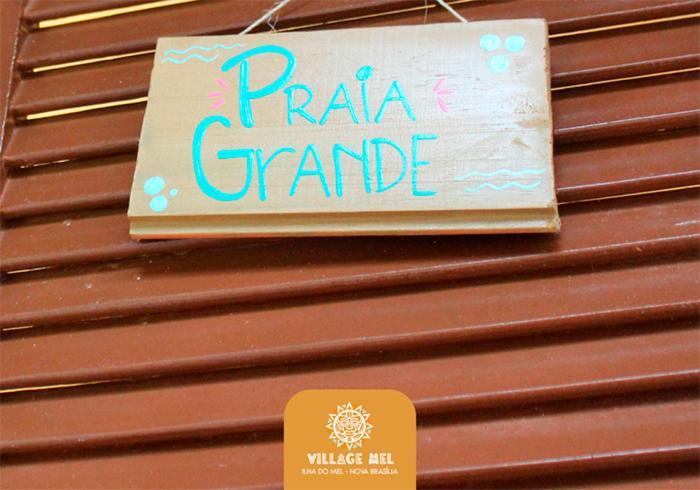 PRAIA
GRANDE
VILLAGE MEL
ILHA DO MEL - NOVA BRASÍLIA